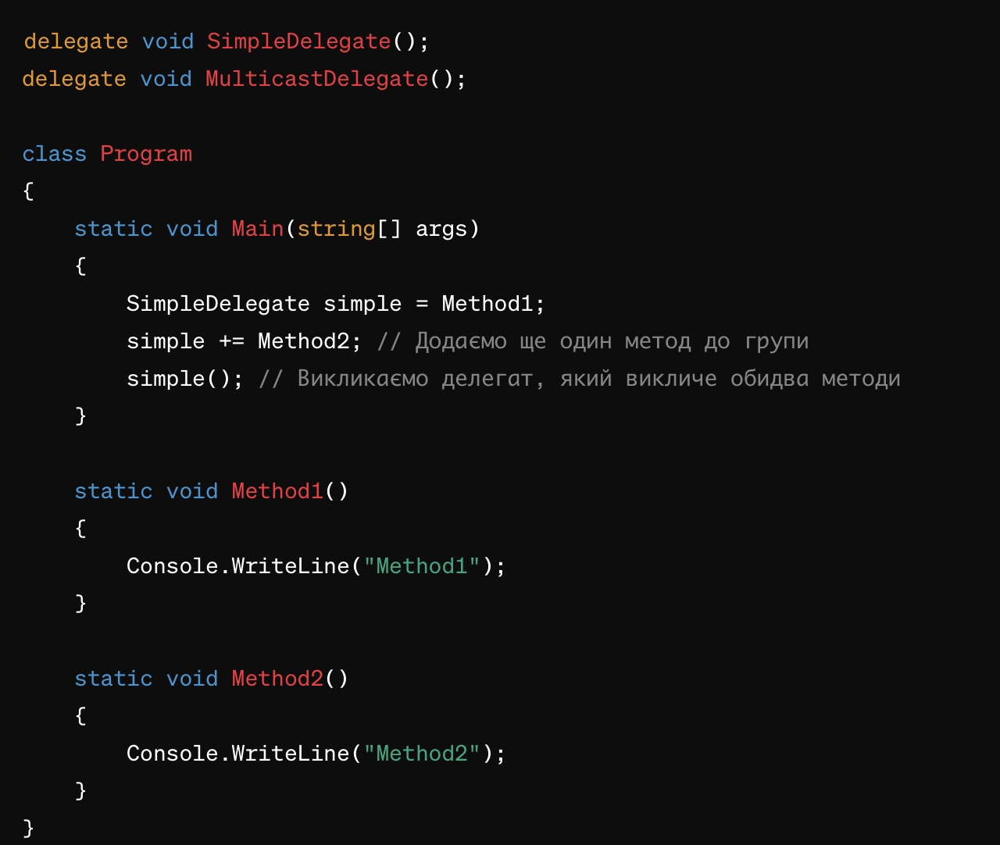 delegate void SimpleDelegate();
delegate void MulticastDelegate();
class Program
{
    static void Main(string[] args)
    {
        SimpleDelegate simple = Method1;
        simple += Method2; // Додаємо ще один метод до групи
        simple(); // Викликаємо делегат, який викличе обидва методи
    }
    static void Method1()
    {
        Console.WriteLine("Method1");
    }
    static void Method2()
    {
        Console.WriteLine("Method2");
    }
}